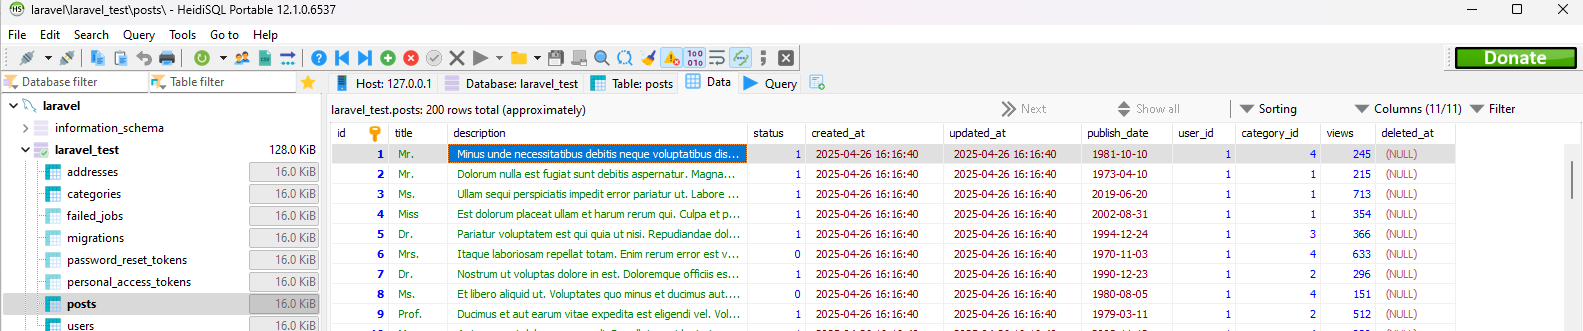 laravel\laravel_test\posts\ - HeidiSQL Portable 12.1.0.6537
File Edit Search Query Tools Go to Help
Donate
Database filter Table filter Host: 127.0.0.1 Database: laravel_test Table: posts Data Query
laravel
information_schema
laravel_test 128.0 KiB
addresses 16.0 KiB
categories 16.0 KiB
failed_jobs 16.0 KiB
migrations 16.0 KiB
password_reset_tokens 16.0 KiB
personal_access_tokens 16.0 KiB
posts 16.0 KiB
users 16.0 KiB
laravel_test.posts: 200 rows total (approximately) Next Show all Sorting Columns (11/11) Filter
id title description status created_at updated_at publish_date user_id category_id views deleted_at
1 Mr. Minus unde necessitatibus debitis neque voluptatibus dis... 1 2025-04-26 16:16:40 2025-04-26 16:16:40 1981-10-10 1 4 245 (NULL)
2 Mr. Dolorum nulla est fugiat sunt debitis aspernatur. Magna... 1 2025-04-26 16:16:40 2025-04-26 16:16:40 1973-04-10 1 1 215 (NULL)
3 Ms. Ullam sequi perspiciatis impedit error pariatur ut. Labore ... 1 2025-04-26 16:16:40 2025-04-26 16:16:40 2019-06-20 1 1 713 (NULL)
4 Miss Est dolorum placeat ullam et harum rerum qui. Culpa et p... 1 2025-04-26 16:16:40 2025-04-26 16:16:40 2002-08-31 1 1 354 (NULL)
5 Dr. Pariatur voluptatem est qui quia ut nisi. Repudiandae dol... 1 2025-04-26 16:16:40 2025-04-26 16:16:40 1994-12-24 1 3 366 (NULL)
6 Mrs. Itaque laboriosam repellat totam. Enim rerum error est v... 0 2025-04-26 16:16:40 2025-04-26 16:16:40 1970-11-03 1 4 633 (NULL)
7 Dr. Nostrum ut voluptas dolore in est. Doloremque officiis es... 1 2025-04-26 16:16:40 2025-04-26 16:16:40 1990-12-23 1 2 296 (NULL)
8 Ms. Et libero aliquid ut. Voluptates quo minus et ducimus aut.... 0 2025-04-26 16:16:40 2025-04-26 16:16:40 1980-08-05 1 4 151 (NULL)
9 Prof. Ducimus et aut earum vitae expedita est eligendi vel. Vol... 1 2025-04-26 16:16:40 2025-04-26 16:16:40 1979-03-21 1 2 512 (NULL)